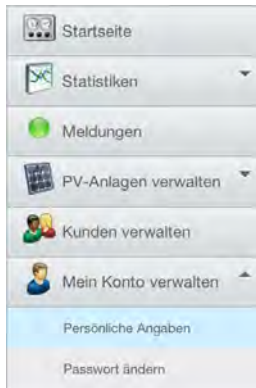 Startseite
Statistiken
Meldungen
PV-Anlagen verwalten
Kunden verwalten
Mein Konto verwalten
Persönliche Angaben
Passwort ändern